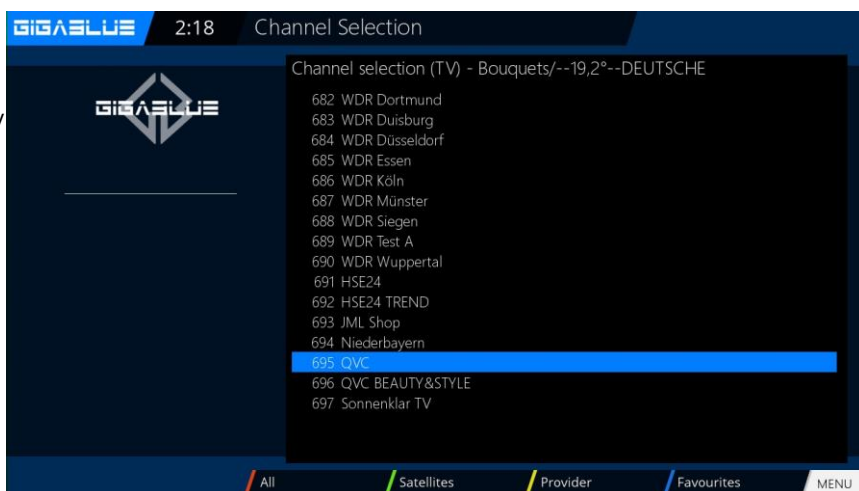 GIGABLUE 2:18 Channel Selection
Channel selection (TV) - Bouquets/--19,2°--DEUTSCHE
GIGABLUE
682 WDR Dortmund
683 WDR Duisburg
684 WDR Düsseldorf
685 WDR Essen
686 WDR Köln
687 WDR Münster
688 WDR Siegen
689 WDR Test A
690 WDR Wuppertal
691 HSE24
692 HSE24 TREND
693 JML Shop
694 Niederbayern
695 QVC
696 QVC BEAUTY&STYLE
697 Sonnenklar TV
All Satellites Provider Favourites MENU